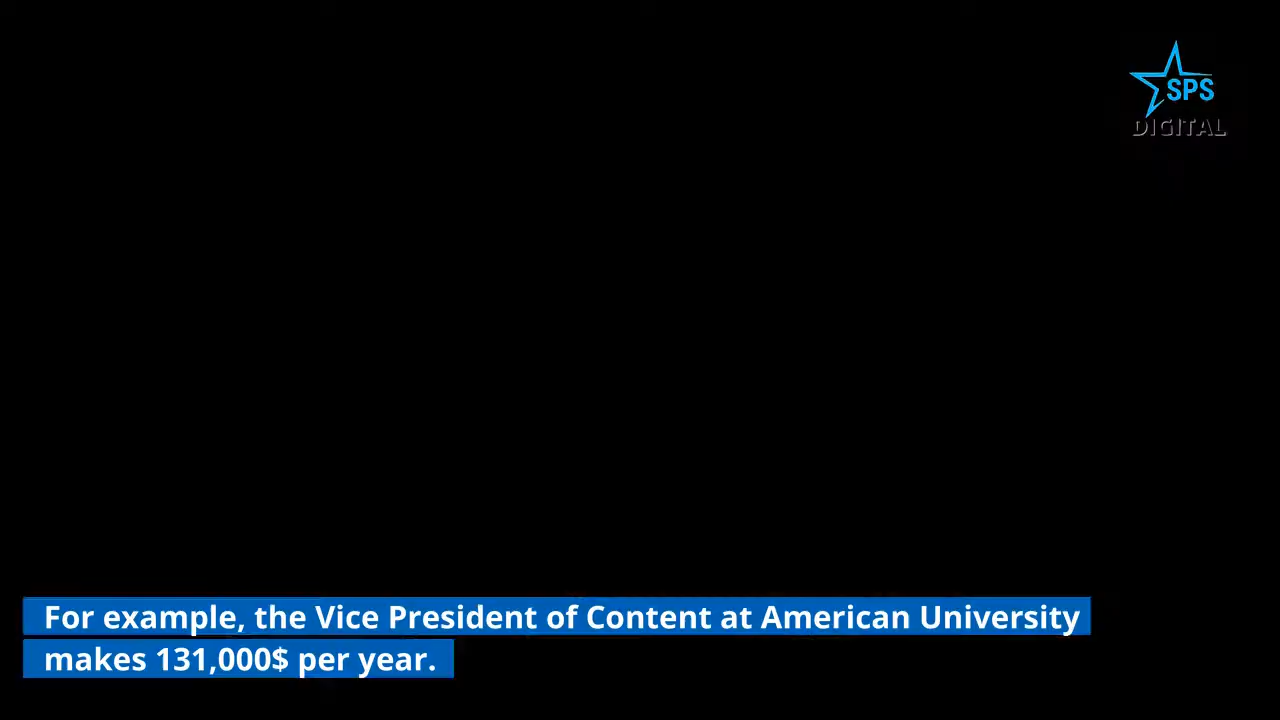 SPS
DIGITAL
For example, the Vice President of Content at American University
makes 131,000$ per year.